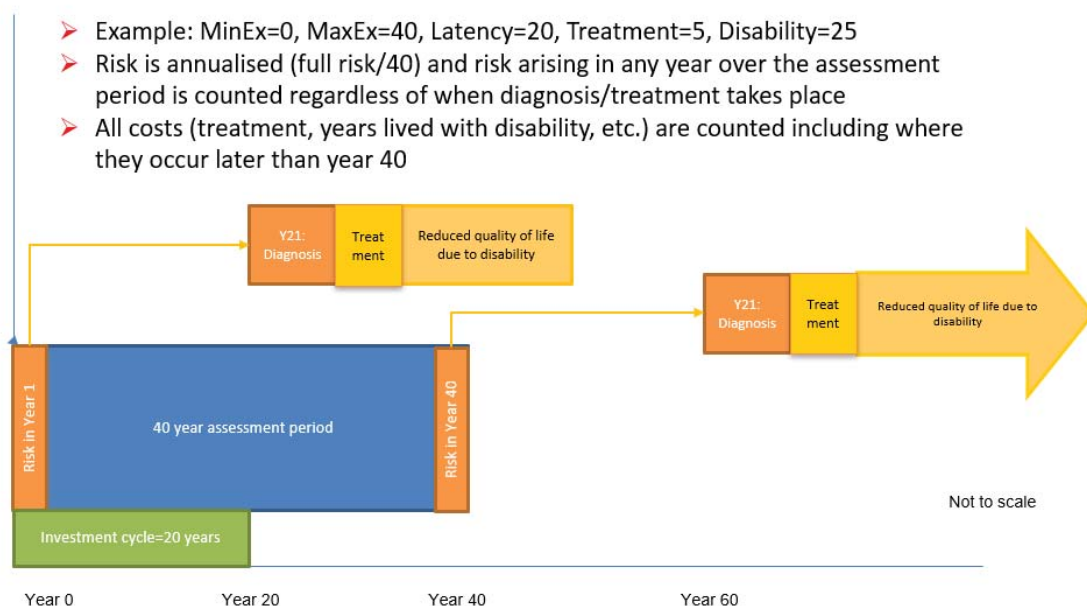 Example: MinEx=0, MaxEx=40, Latency=20, Treatment=5, Disability=25
Risk is annualised (full risk/40) and risk arising in any year over the assessment
period is counted regardless of when diagnosis/treatment takes place
All costs (treatment, years lived with disability, etc.) are counted including where
they occur later than year 40
Y21:
Diagnosis
Treat
ment
Reduced quality of life
due to disability
Y21:
Diagnosis
Treat
ment
Reduced quality of life due to
disability
Risk in Year 1
40 year assessment period
Risk in Year 40
Not to scale
Investment cycle=20 years
Year 0
Year 20
Year 40
Year 60